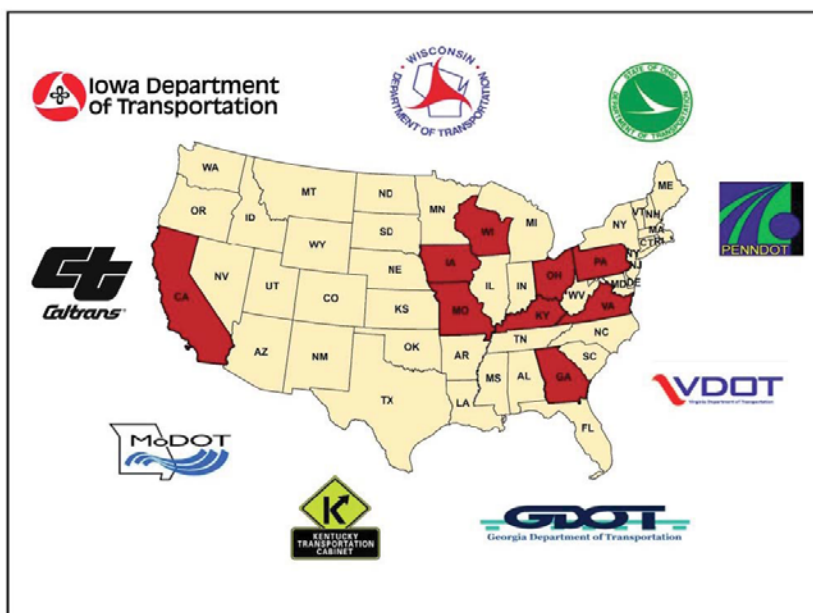 Iowa Department
of Transportation
WISCONSIN
DEPARTMENT OF TRANSPORTATION
STATE OF OHIO
DEPARTMENT OF TRANSPORTATION
PENNDOT
Caltrans
VDOT
Virginia Department of Transportation
MoDOT
KENTUCKY
TRANSPORTATION
CABINET
GDOT
Georgia Department of Transportation
WA
MT
ND
MN
ME
OR
ID
WY
SD
WI
MI
VT
NH
NY
MA
CT
RI
CA
NV
UT
CO
NE
IA
IL
IN
OH
PA
NJ
MD
DE
KS
MO
KY
WV
VA
AZ
NM
OK
AR
TN
NC
SC
TX
LA
MS
AL
GA
FL